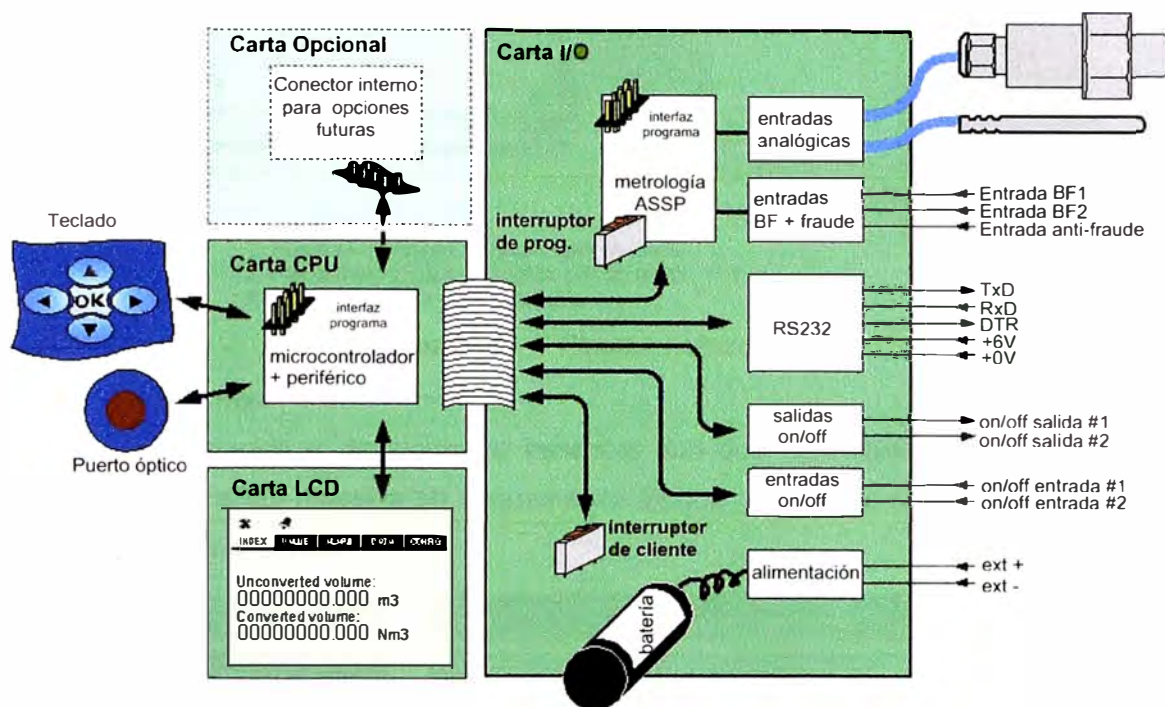 Carta Opcional
Conector interno
para opciones
futuras
Carta I/
interfaz
programa
metrología
ASSP
entradas
analógicas
entradas
BF + fraude
Entrada BF1
Entrada BF2
Entrada anti-fraude
interruptor
de prog.
Teclado
OK
Carta CPU
interfaz
programa
microcontrolador
+ periférico
Puerto óptico
RS232
TxD
RxD
DTR
+6V
+0V
salidas
on/off
on/off salida #1
on/off salida #2
entradas
on/off
on/off entrada #1
on/off entrada #2
interruptor
de cliente
alimentación
ext +
ext -
batería
Carta LCD
INDEX
Unconverted volume:
00000000.000 m3
Converted volume:
00000000.000 Nm3